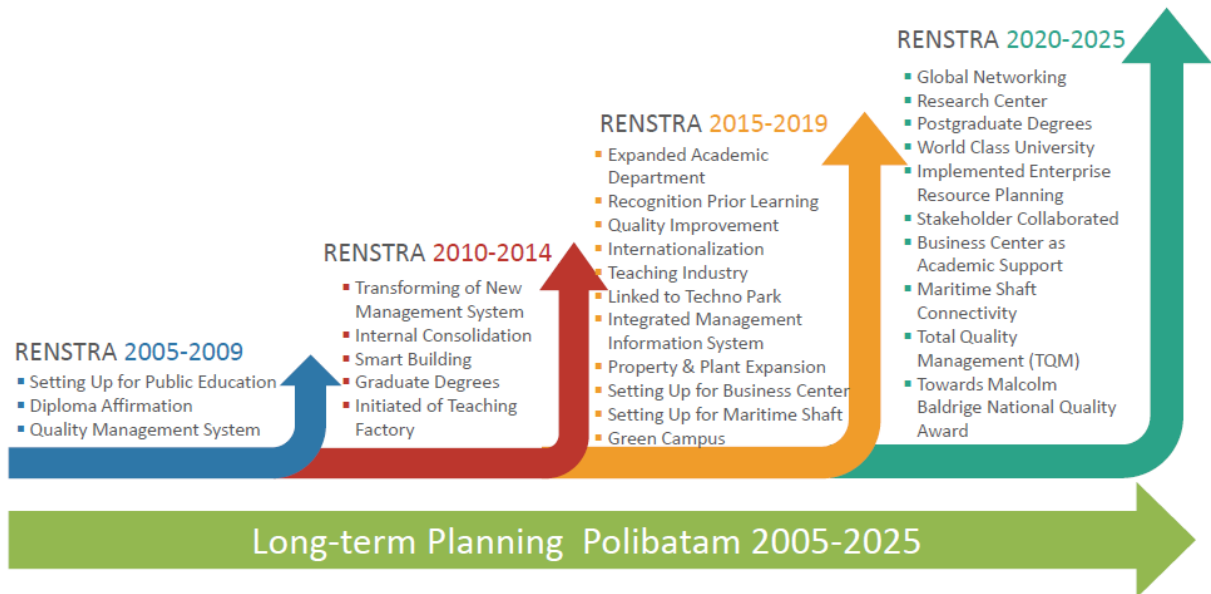 RENSTRA 2005-2009
▪ Setting Up for Public Education
▪ Diploma Affirmation
▪ Quality Management System
RENSTRA 2010-2014
▪ Transforming of New
Management System
▪ Internal Consolidation
▪ Smart Building
▪ Graduate Degrees
▪ Initiated of Teaching
Factory
RENSTRA 2015-2019
▪ Expanded Academic
Department
▪ Recognition Prior Learning
▪ Quality Improvement
▪ Internationalization
▪ Teaching Industry
▪ Linked to Techno Park
▪ Integrated Management
Information System
▪ Property & Plant Expansion
▪ Setting Up for Business Center
▪ Setting Up for Maritime Shaft
▪ Green Campus
RENSTRA 2020-2025
▪ Global Networking
▪ Research Center
▪ Postgraduate Degrees
▪ World Class University
▪ Implemented Enterprise
Resource Planning
▪ Stakeholder Collaborated
▪ Business Center as
Academic Support
▪ Maritime Shaft
Connectivity
▪ Total Quality
Management (TQM)
▪ Towards Malcolm
Baldrige National Quality
Award
Long-term Planning Polibatam 2005-2025